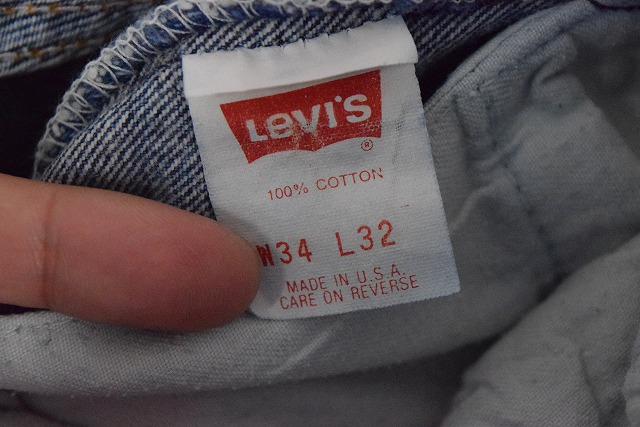 LEVI'S
®
100% COTTON
W34 L32
MADE IN U.S.A.
CARE ON REVERSE